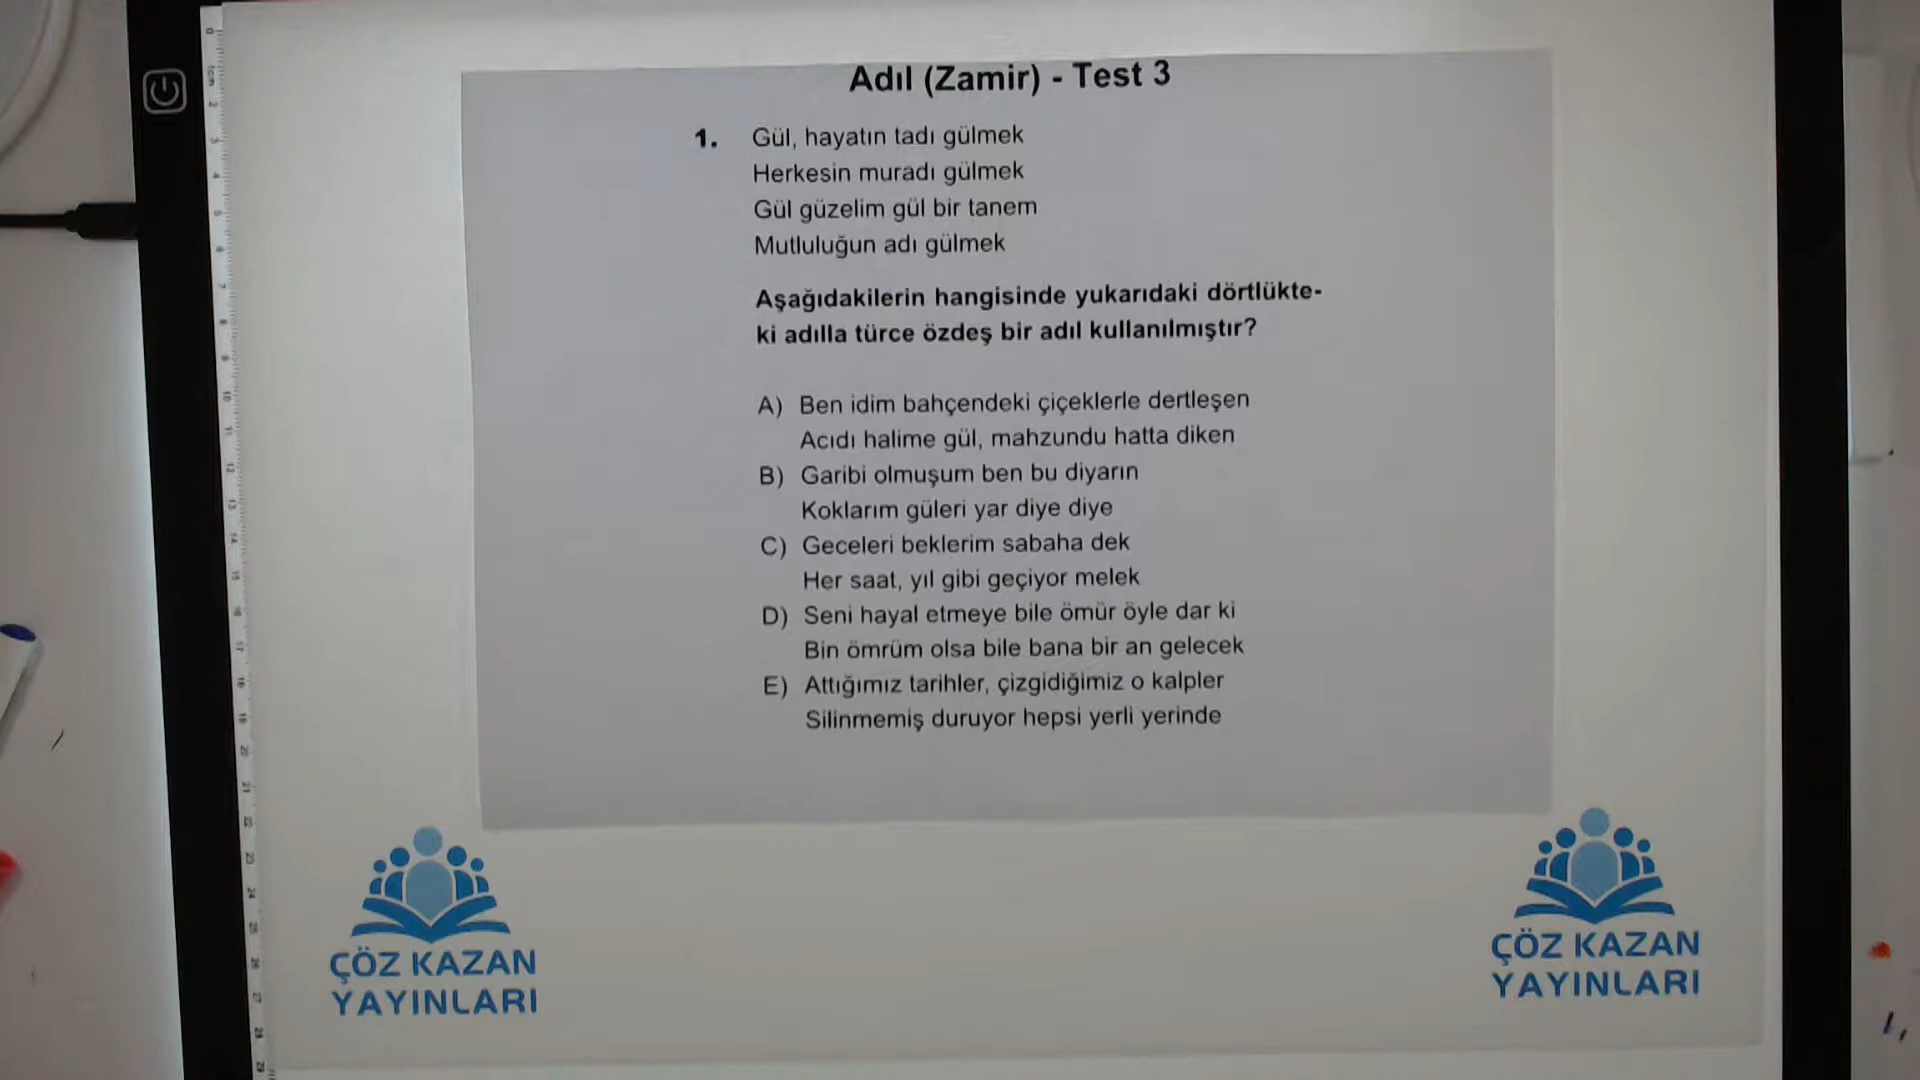 Adıl (Zamir) - Test 3
1. Gül, hayatın tadı gülmek
Herkesin muradı gülmek
Gül güzelim gül bir tanem
Mutluluğun adı gülmek
Aşağıdakilerin hangisinde yukarıdaki dörtlükte-
ki adılla türce özdeş bir adıl kullanılmıştır?
A) Ben idim bahçendeki çiçeklerle dertleşen
Acıdı halime gül, mahzundu hatta diken
B) Garibi olmuşum ben bu diyarın
Koklarım güleri yar diye diye
C) Geceleri beklerim sabaha dek
Her saat, yıl gibi geçiyor melek
D) Seni hayal etmeye bile ömür öyle dar ki
Bin ömrüm olsa bile bana bir an gelecek
E) Attığımız tarihler, çizgidiğimiz o kalpler
Silinmemiş duruyor hepsi yerli yerinde
ÇÖZ KAZAN
YAYINLARI
ÇÖZ KAZAN
YAYINLARI